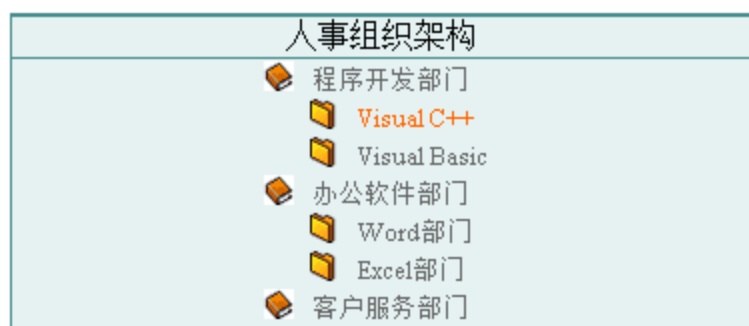 人事组织架构
程序开发部门
Visual C++
Visual Basic
办公软件部门
Word部门
Excel部门
客户服务部门